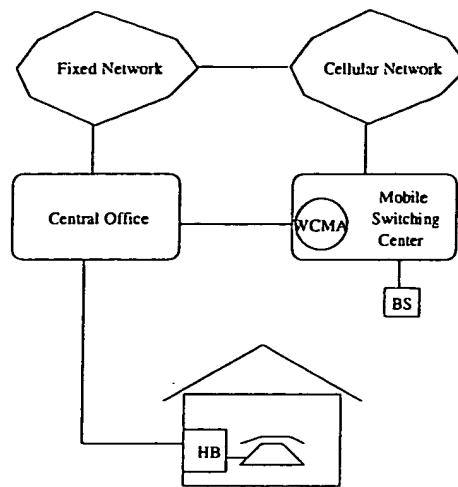 Fixed Network
Cellular Network
Central Office
WCMA
Mobile
Switching
Center
BS
HB